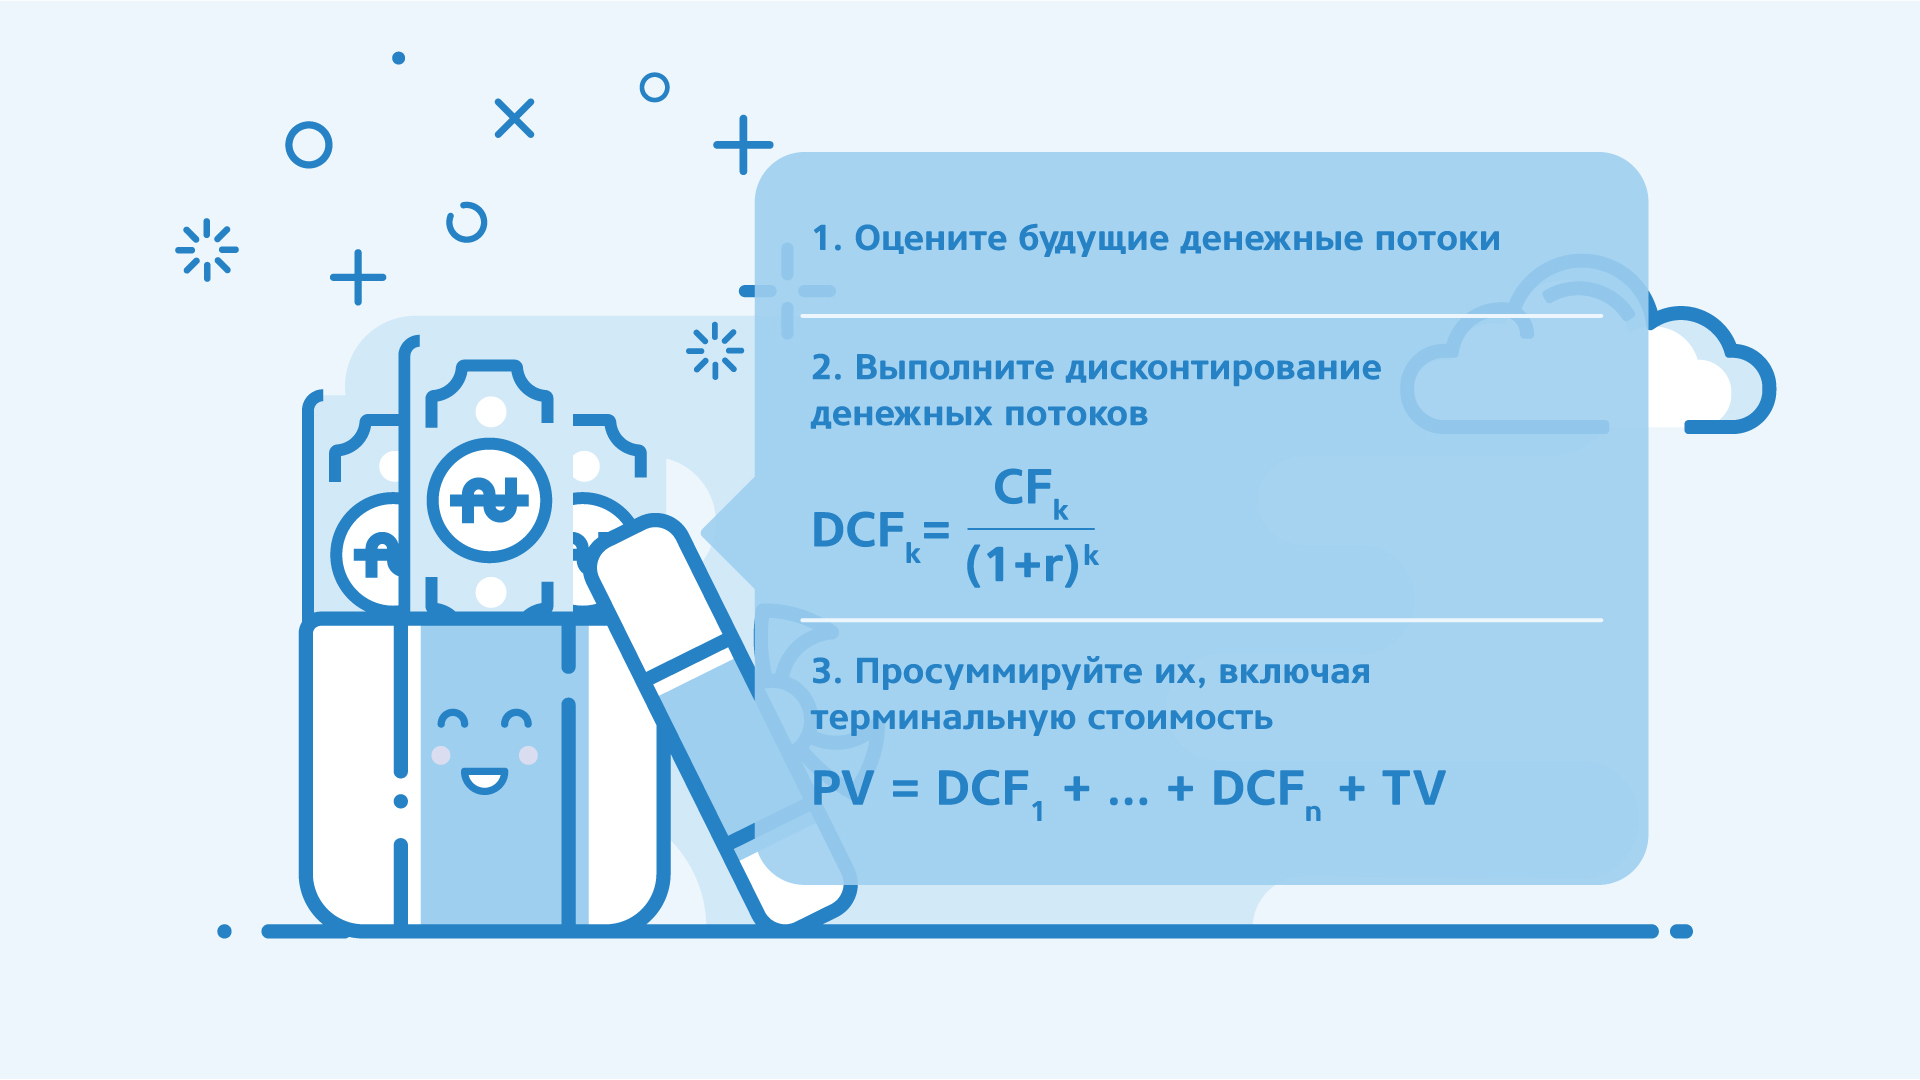 1. Оцените будущие денежные потоки
2. Выполните дисконтирование
денежных потоков
DCFₖ= CFₖ / (1+r)ᵏ
3. Просуммируйте их, включая
терминальную стоимость
PV = DCF₁ + ... + DCFₙ + TV